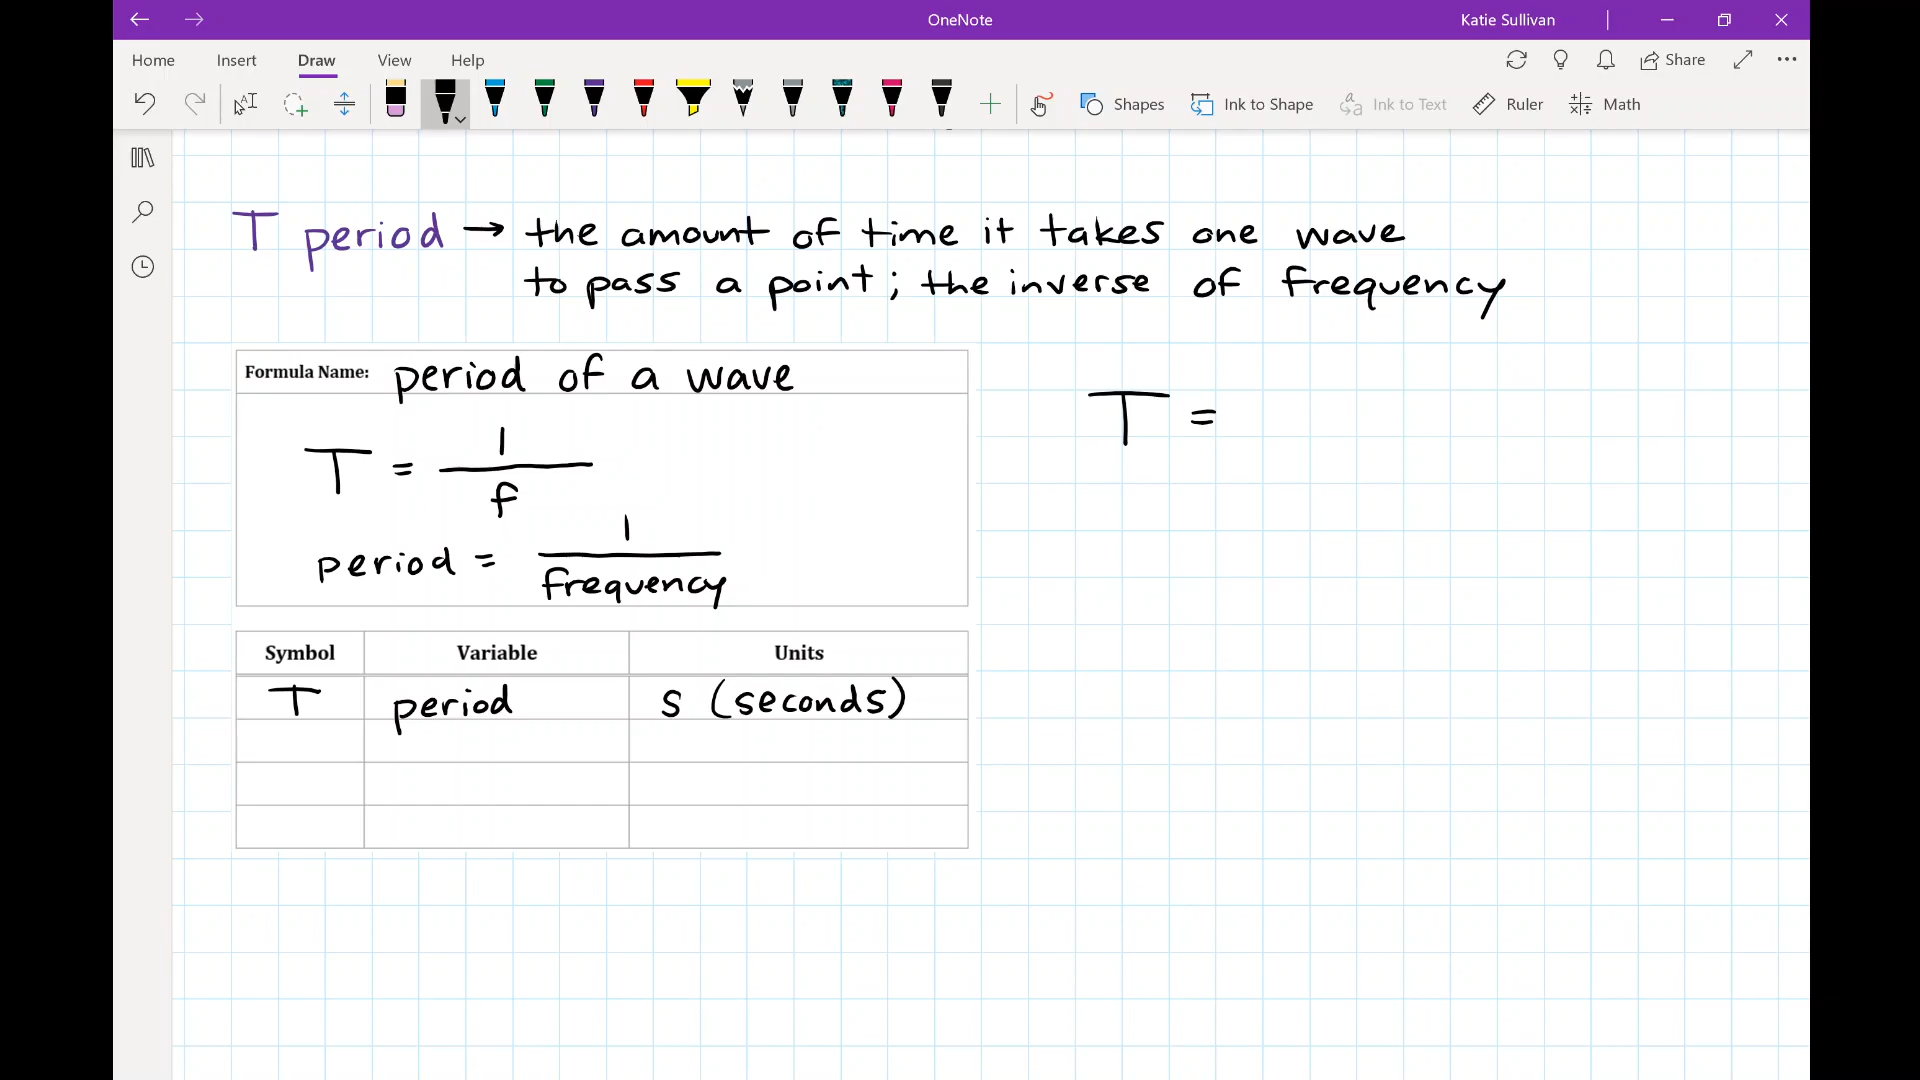 OneNote
Katie Sullivan
Home Insert Draw View Help
Share
Shapes Ink to Shape Ink to Text Ruler Math
T period → the amount of time it takes one wave
to pass a point; the inverse of frequency
Formula Name: period of a wave
T = 1 / f
period = 1 / frequency
T =
Symbol Variable Units
T period s (seconds)